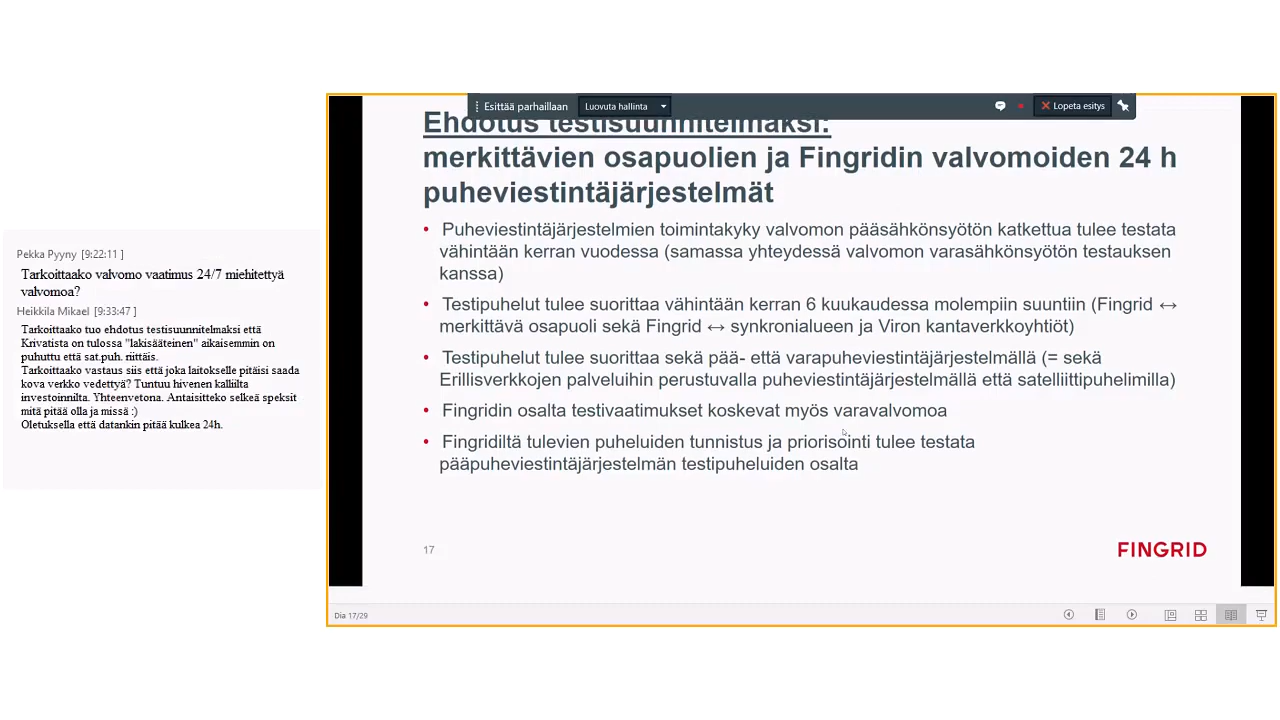 Pekka Pyyny [9:22:11 ]
Tarkoittaako valvomo vaatimus 24/7 miehitettyä
valvomoa?
Heikkila Mikael [9:33:47 ]
Tarkoittaako tuo ehdotus testisuunnitelmaksi että
Krivatista on tulossa "lakisääteinen" aikaisemmin on
puhuttu että sat.puh. riittäis.
Tarkoittaako vastaus siis että joka laitokselle pitäisi saada
kova verkko vedettyä? Tuntuu hivenen kalliilta
investoinnilta. Yhteenvetona. Antaisitteko selkeä speksit
mitä pitää olla ja missä :)
Oletuksella että datankin pitää kulkea 24h.
Esittää parhaillaan
Luovuta hallinta
Lopeta esitys
Ehdotus testisuunnitelmaksi:
merkittävien osapuolien ja Fingridin valvomoiden 24 h
puheviestintäjärjestelmät
• Puheviestintäjärjestelmien toimintakyky valvomon pääsähkönsyötön katkettua tulee testata
vähintään kerran vuodessa (samassa yhteydessä valvomon varasähkönsyötön testauksen
kanssa)
• Testipuhelut tulee suorittaa vähintään kerran 6 kuukaudessa molempiin suuntiin (Fingrid ↔
merkittävä osapuoli sekä Fingrid ↔ synkronialueen ja Viron kantaverkkoyhtiöt)
• Testipuhelut tulee suorittaa sekä pää- että varapuheviestintäjärjestelmällä (= sekä
Erillisverkkojen palveluihin perustuvalla puheviestintäjärjestelmällä että satelliittipuhelimilla)
• Fingridin osalta testivaatimukset koskevat myös varavalvomoa
• Fingridiltä tulevien puheluiden tunnistus ja priorisointi tulee testata
pääpuheviestintäjärjestelmän testipuheluiden osalta
17
FINGRID
Dia 17/29